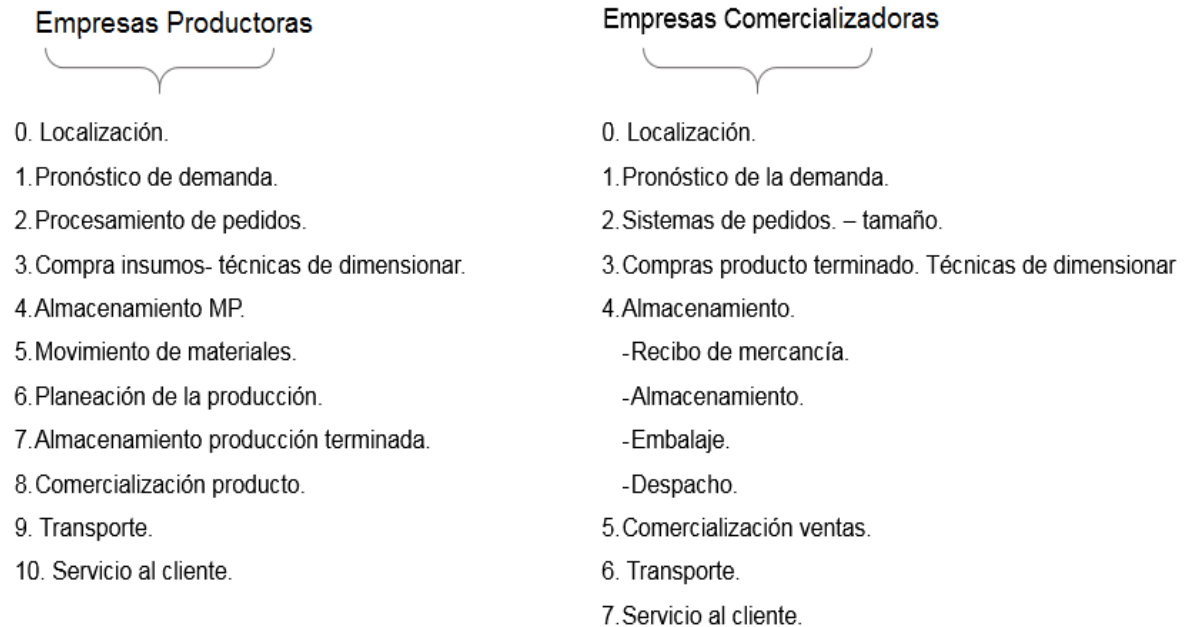 Empresas Productoras
0. Localización.
1.Pronóstico de demanda.
2.Procesamiento de pedidos.
3.Compra insumos- técnicas de dimensionar.
4.Almacenamiento MP.
5.Movimiento de materiales.
6.Planeación de la producción.
7.Almacenamiento producción terminada.
8.Comercialización producto.
9. Transporte.
10. Servicio al cliente.
Empresas Comercializadoras
0. Localización.
1.Pronóstico de la demanda.
2.Sistemas de pedidos. – tamaño.
3.Compras producto terminado. Técnicas de dimensionar
4.Almacenamiento.
-Recibo de mercancía.
-Almacenamiento.
-Embalaje.
-Despacho.
5.Comercialización ventas.
6. Transporte.
7.Servicio al cliente.